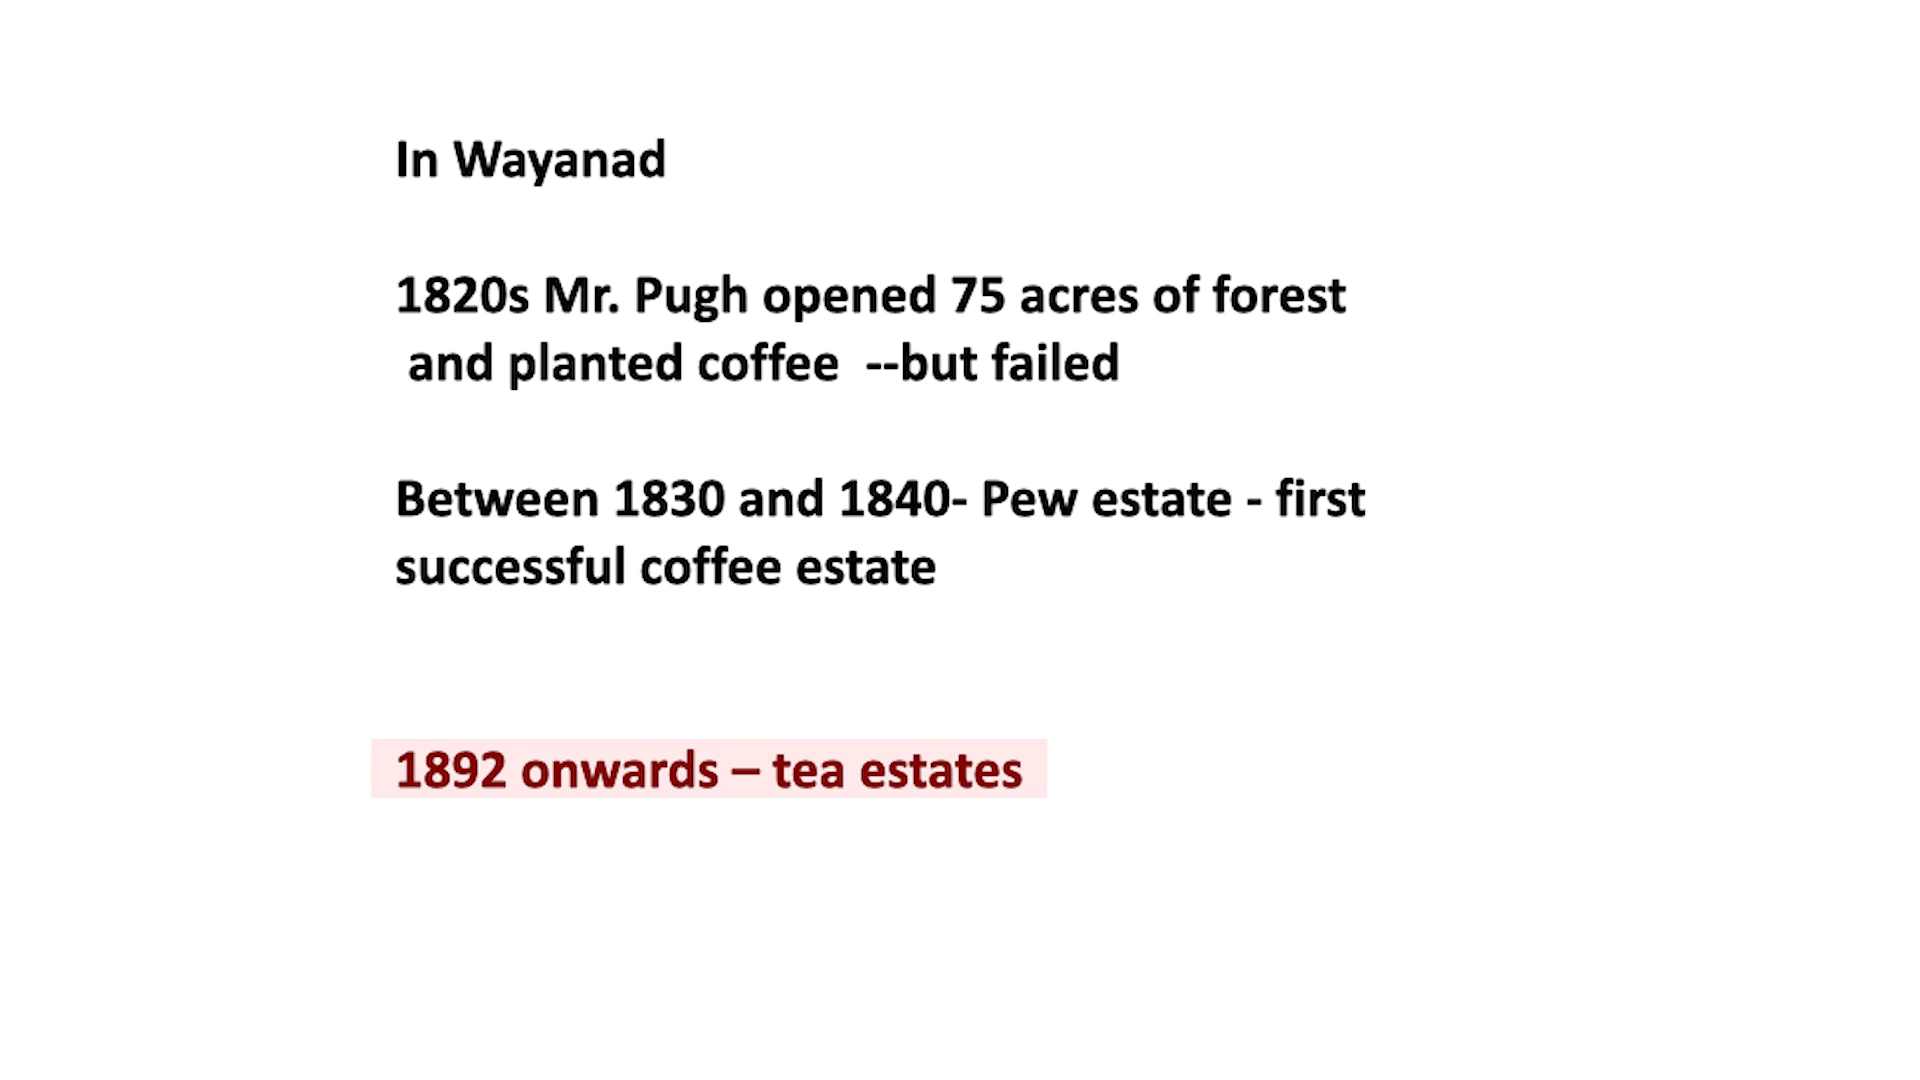 In Wayanad
1820s Mr. Pugh opened 75 acres of forest
and planted coffee  --but failed
Between 1830 and 1840- Pew estate - first
successful coffee estate
1892 onwards – tea estates